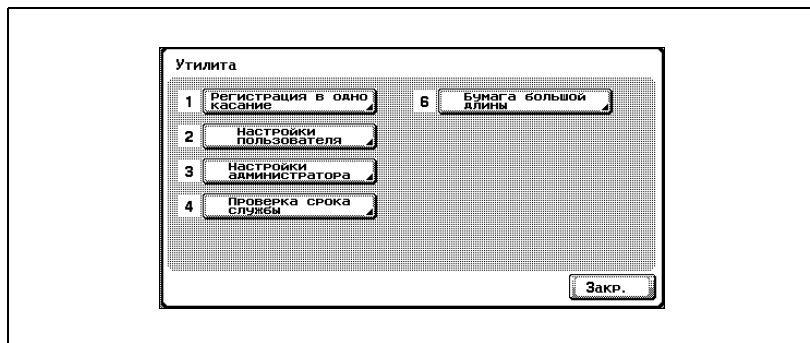 Утилита
1 Регистрация в одно
касание
2 Настройки
пользователя
3 Настройки
администратора
4 Проверка срока
службы
6 Бумага большой
длины
Закр.